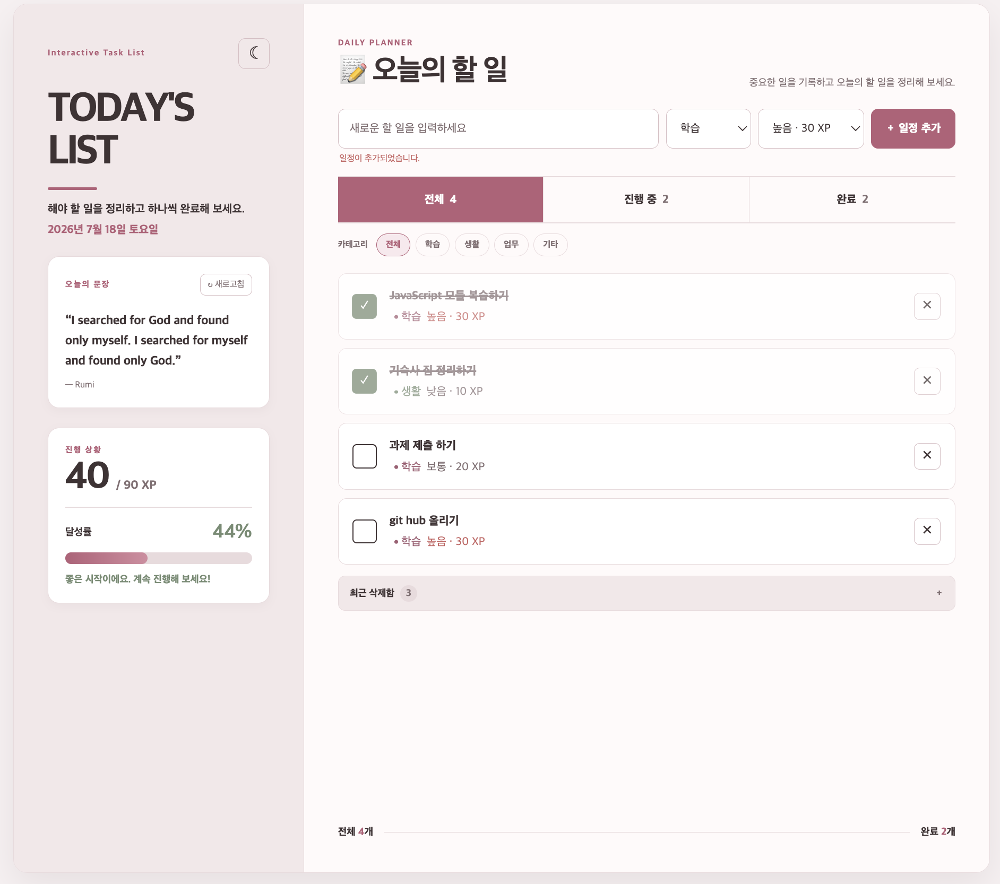 Interactive Task List
☾
TODAY'S
LIST
해야 할 일을 정리하고 하나씩 완료해 보세요.
2026년 7월 18일 토요일
오늘의 문장
↻ 새로고침
“I searched for God and found
only myself. I searched for myself
and found only God.”
— Rumi
진행 상황
40 / 90 XP
달성률 44%
좋은 시작이에요. 계속 진행해 보세요!
DAILY PLANNER
📝 오늘의 할 일
중요한 일을 기록하고 오늘의 할 일을 정리해 보세요.
새로운 할 일을 입력하세요
학습
높음 · 30 XP
+ 일정 추가
일정이 추가되었습니다.
전체 4
진행 중 2
완료 2
카테고리 전체 학습 생활 업무 기타
✓
JavaScript 모듈 복습하기
• 학습 높음 · 30 XP
✕
✓
기숙사 짐 정리하기
• 생활 낮음 · 10 XP
✕
과제 제출 하기
• 학습 보통 · 20 XP
✕
git hub 올리기
• 학습 높음 · 30 XP
✕
최근 삭제함 3 +
전체 4개
완료 2개